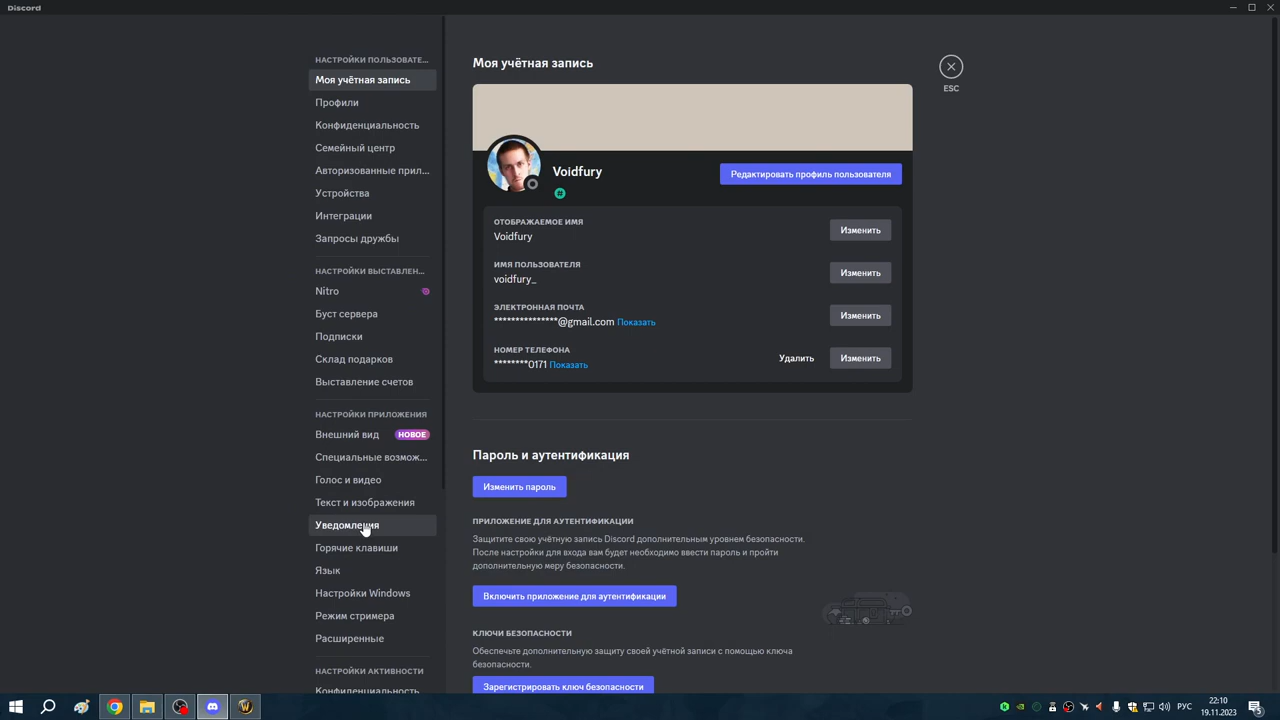 Discord
НАСТРОЙКИ ПОЛЬЗОВАТЕ...
Моя учётная запись
Профили
Конфиденциальность
Семейный центр
Авторизованные прил...
Устройства
Интеграции
Запросы дружбы
НАСТРОЙКИ ВЫСТАВЛЕН...
Nitro
Буст сервера
Подписки
Склад подарков
Выставление счетов
НАСТРОЙКИ ПРИЛОЖЕНИЯ
Внешний вид НОВОЕ
Специальные возмож...
Голос и видео
Текст и изображения
Уведомления
Горячие клавиши
Язык
Настройки Windows
Режим стримера
Расширенные
НАСТРОЙКИ АКТИВНОСТИ
Конфиденциальность
Моя учётная запись
ESC
Voidfury
Редактировать профиль пользователя
#
ОТОБРАЖАЕМОЕ ИМЯ
Voidfury
Изменить
ИМЯ ПОЛЬЗОВАТЕЛЯ
voidfury_
Изменить
ЭЛЕКТРОННАЯ ПОЧТА
***************@gmail.com Показать
Изменить
НОМЕР ТЕЛЕФОНА
********0171 Показать
Удалить
Изменить
Пароль и аутентификация
Изменить пароль
ПРИЛОЖЕНИЕ ДЛЯ АУТЕНТИФИКАЦИИ
Защитите свою учётную запись Discord дополнительным уровнем безопасности.
После настройки для входа вам будет необходимо ввести пароль и пройти
дополнительную меру безопасности.
Включить приложение для аутентификации
КЛЮЧИ БЕЗОПАСНОСТИ
Обеспечьте дополнительную защиту своей учётной записи с помощью ключа
безопасности.
Зарегистрировать ключ безопасности
РУС
22:10
19.11.2023